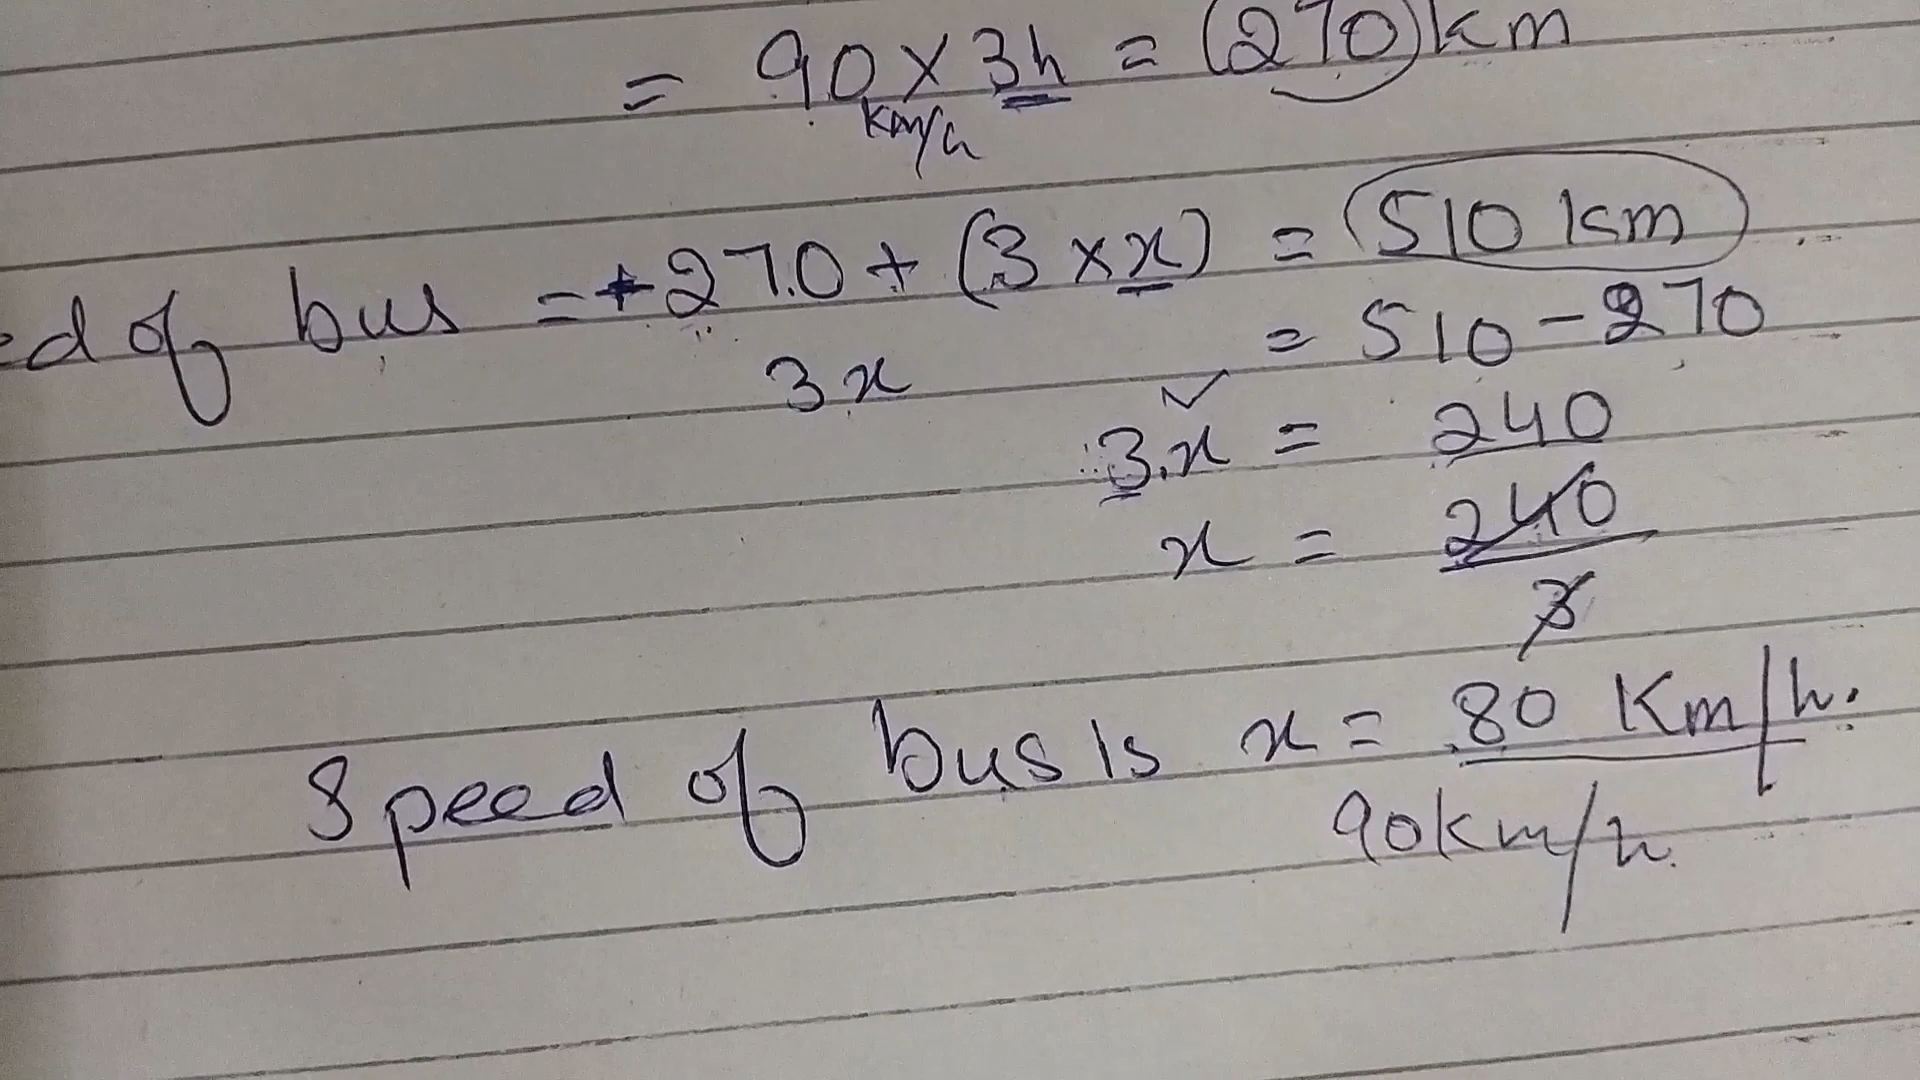 = 90 × 3h = 270 km
km/h
ed of bus = +270 + (3 × x) = 510 km
3x = 510 - 270
3x = 240
x = 240
3
Speed of bus is x = 80 Km/h.
90km/h.